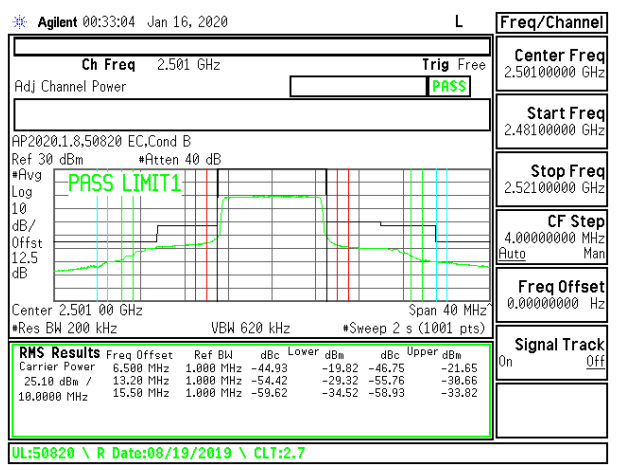 Agilent 00:33:04 Jan 16, 2020 L
Freq/Channel
Ch Freq 2.501 GHz Trig Free
Adj Channel Power PASS
Center Freq
2.50100000 GHz
Start Freq
2.48100000 GHz
Stop Freq
2.52100000 GHz
CF Step
4.00000000 MHz
Auto Man
Freq Offset
0.00000000 Hz
Signal Track
On Off
AP2020.1.8,50820 EC,Cond B
Ref 30 dBm #Atten 40 dB
#Avg
Log
10
dB/
Offst
12.5
dB
PASS LIMIT1
Center 2.501 00 GHz Span 40 MHz^
#Res BW 200 kHz VBW 620 kHz #Sweep 2 s (1001 pts)
RMS Results Freq Offset Ref BW dBc Lower dBm dBc Upper dBm
Carrier Power 6.500 MHz 1.000 MHz -44.93 -19.82 -46.75 -21.65
25.10 dBm / 13.20 MHz 1.000 MHz -54.42 -29.32 -55.76 -30.66
10.0000 MHz 15.50 MHz 1.000 MHz -59.62 -34.52 -58.93 -33.82
UL:50820 \ R Date:08/19/2019 \ CLT:2.7